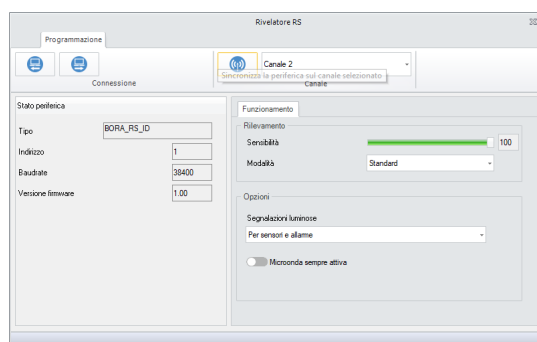 Rivelatore RS
Programmazione
Canale 2
Sincronizza la periferica sul canale selezionato
Connessione
Canale
Stato periferica
Tipo
BORA_RS_ID
Indirizzo
1
Baudrate
38400
Versione firmware
1.00
Funzionamento
Rilevamento
Sensibilità
100
Modalità
Standard
Opzioni
Segnalazioni luminose
Per sensori e allarme
Microonda sempre attiva